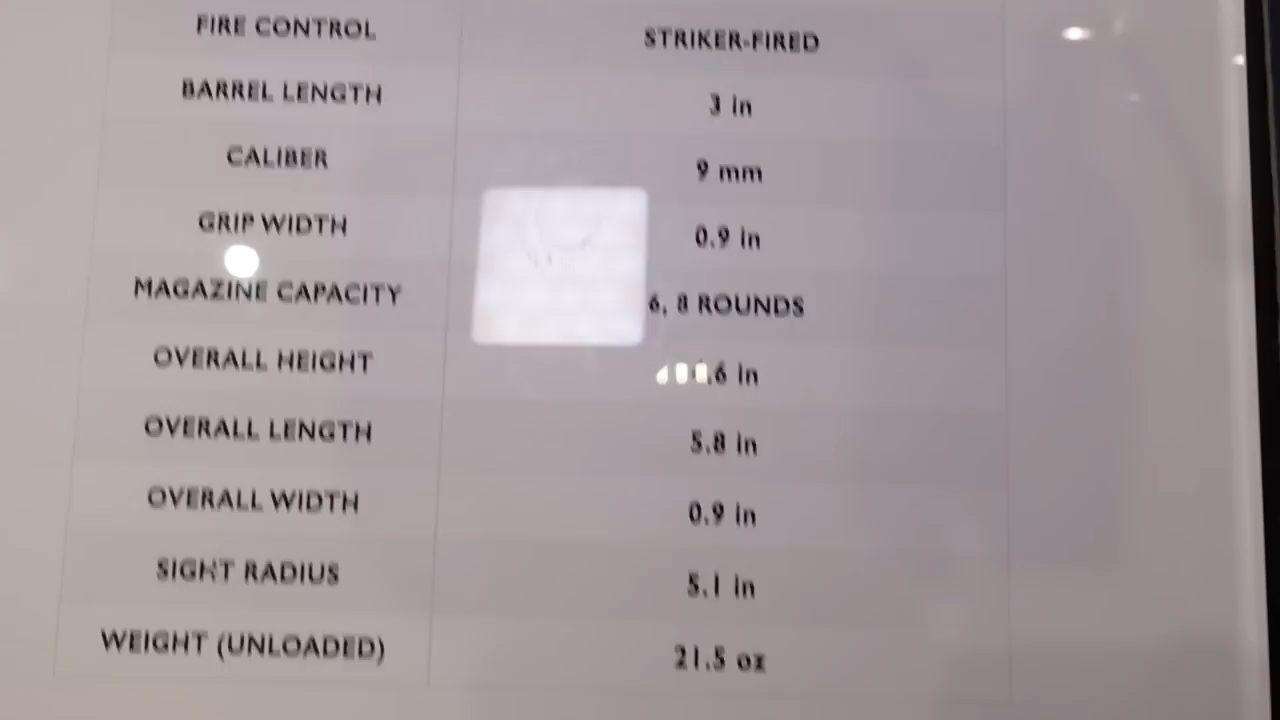 FIRE CONTROL STRIKER-FIRED
BARREL LENGTH 3 in
CALIBER 9 mm
GRIP WIDTH 0.9 in
MAGAZINE CAPACITY 6, 8 ROUNDS
OVERALL HEIGHT in
OVERALL LENGTH 5.8 in
OVERALL WIDTH 0.9 in
SIGHT RADIUS 5.1 in
WEIGHT (UNLOADED) 21.5 oz